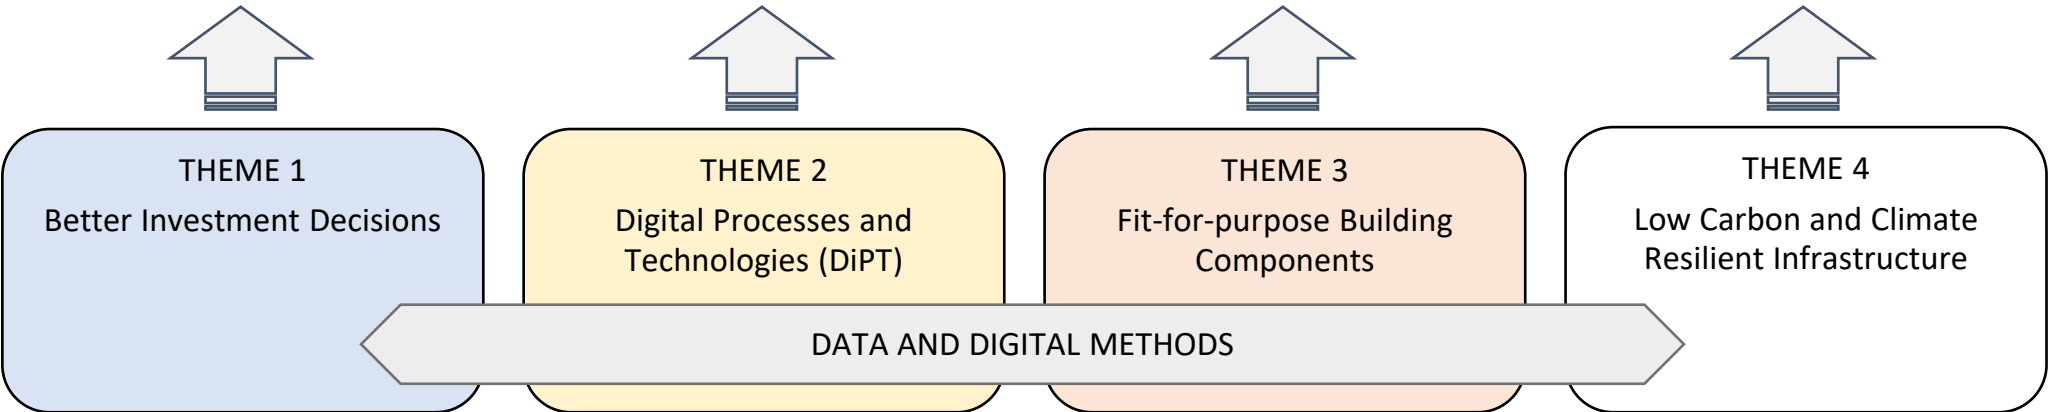 THEME 1
Better Investment Decisions
THEME 2
Digital Processes and
Technologies (DiPT)
THEME 3
Fit-for-purpose Building
Components
THEME 4
Low Carbon and Climate
Resilient Infrastructure
DATA AND DIGITAL METHODS